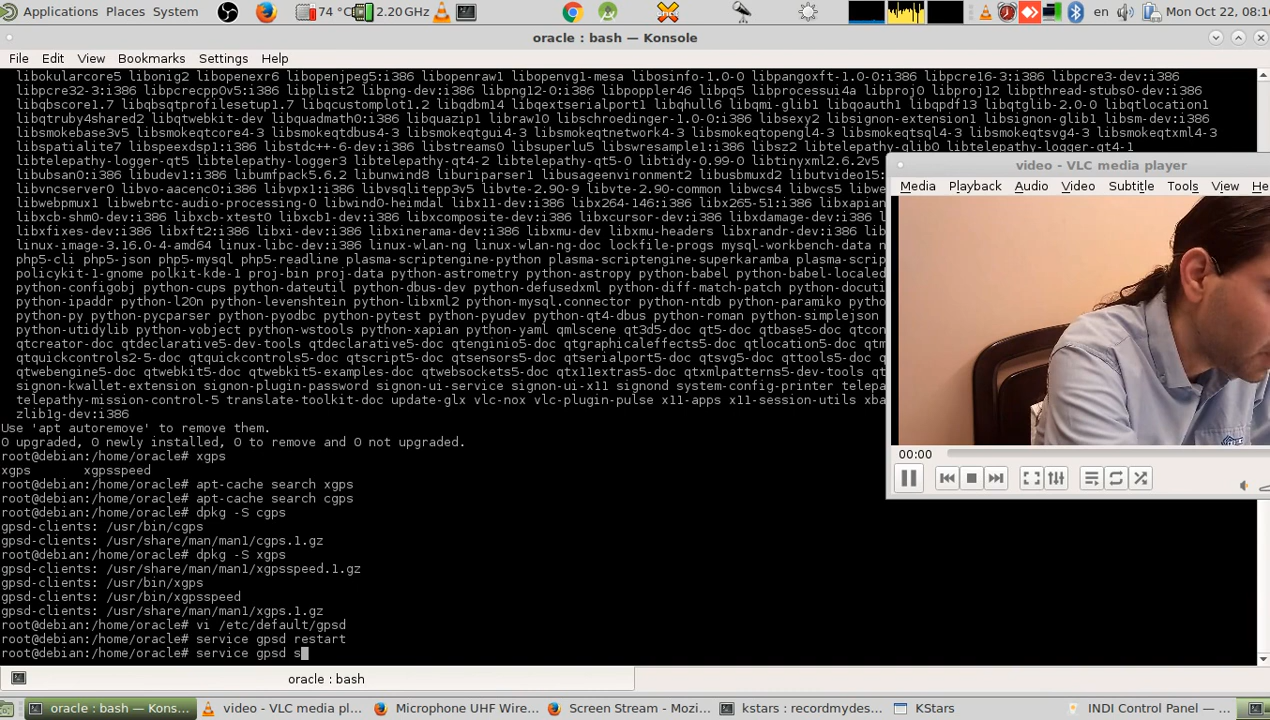 Applications Places System 74 °C 2.20 GHz en Mon Oct 22, 08:1
oracle : bash — Konsole
File Edit View Bookmarks Settings Help
libokularcore5 libonig2 libopenexr6 libopenjpeg5:i386 libopenraw1 libopenvg1-mesa libosinfo-1.0-0 libpangoxft-1.0-0:i386 libpcre16-3:i386 libpcre3-dev:i386
libpcre32-3:i386 libpcrecpp0v5:i386 libplist2 libpng-dev:i386 libpng12-0:i386 libpoppler46 libpq5 libprocessui4a libproj0 libproj12 libpthread-stubs0-dev:i386
libqbscore1.7 libqbsqtprofilesetup1.7 libqcustomplot1.2 libqdbm14 libqextserialport1 libqhull6 libqmi-glib1 libqoauth1 libqpdf13 libqtglib-2.0-0 libqtlocation1
libqtruby4shared2 libqtwebkit-dev libquadmath0:i386 libquazip1 libraw10 libschroedinger-1.0-0:i386 libsexy2 libsignon-extension1 libsignon-glib1 libsm-dev:i386
libsmokebase3v5 libsmokeqtcore4-3 libsmokeqtdbus4-3 libsmokeqtgui4-3 libsmokeqtnetwork4-3 libsmokeqtopengl4-3 libsmokeqtsql4-3 libsmokeqtsvg4-3 libsmokeqtxml4-3
libspatialite7 libspeexdsp1:i386 libstdc++-6-dev:i386 libstreams0 libsuperlu5 libswresample1:i386 libsz2 libtelepathy-glib0 libtelepathy-logger-qt4-1
libtelepathy-logger-qt5 libtelepathy-logger3 libtelepathy-qt4-2 libtelepathy-qt5-0 libtidy-0.99-0 libtinyxml2.6.2v5
libubsan0:i386 libudev1:i386 libumfpack5.6.2 libunwind8 liburiparser1 libusageenvironment2 libusbmuxd2 libutvideo15:
libvncserver0 libvo-aacenc0:i386 libvpx1:i386 libvsqlitepp3v5 libvte-2.90-9 libvte-2.90-common libwcs4 libwcs5
libwebpmux1 libwebrtc-audio-processing-0 libwind0-heimdal libx11-dev:i386 libx264-146:i386 libx265-51:i386 libxapian
libxcb-shm0-dev:i386 libxcb-xtest0 libxcb1-dev:i386 libxcomposite-dev:i386 libxcursor-dev:i386 libxdamage-dev:i386
libxfixes-dev:i386 libxft2:i386 libxi-dev:i386 libxinerama-dev:i386 libxmu-dev libxmu-headers libxrandr-dev:i386
linux-image-3.16.0-4-amd64 linux-libc-dev:i386 linux-wlan-ng linux-wlan-ng-doc lockfile-progs mysql-workbench-data
php5-cli php5-json php5-mysql php5-readline plasma-scriptengine-python plasma-scriptengine-superkaramba plasma-scrip
policykit-1-gnome polkit-kde-1 proj-bin proj-data python-astrometry python-astropy python-babel python-babel-localed
python-configobj python-cups python-dateutil python-dbus-dev python-defusedxml python-diff-match-patch python-docuti
python-ipaddr python-l20n python-levenshtein python-libxml2 python-mysql.connector python-ntdb python-paramiko
python-py python-pycparser python-pyodbc python-pytest python-pyudev python-qt4-dbus python-roman python-simplejson
python-utidylib python-vobject python-wstools python-xapian python-yaml qmlscene qt3d5-doc qt5-doc qtbase5-doc qtcon
qtcreator-doc qtdeclarative5-dev-tools qtdeclarative5-doc qtenginio5-doc qtgraphicaleffects5-doc qtlocation5-doc qtm
qtquickcontrols2-5-doc qtquickcontrols5-doc qtscript5-doc qtsensors5-doc qtserialport5-doc qtsvg5-doc qttools5-doc
qtwebengine5-doc qtwebkit5-doc qtwebkit5-examples-doc qtwebsockets5-doc qtx11extras5-doc qtxmlpatterns5-dev-tools qt
signon-kwallet-extension signon-plugin-password signon-ui-service signon-ui-x11 signond system-config-printer telepa
telepathy-mission-control-5 translate-toolkit-doc update-glx vlc-nox vlc-plugin-pulse x11-apps x11-session-utils xba
zlib1g-dev:i386
Use 'apt autoremove' to remove them.
0 upgraded, 0 newly installed, 0 to remove and 0 not upgraded.
root@debian:/home/oracle# xgps
xgps xgpsspeed
root@debian:/home/oracle# apt-cache search xgps
root@debian:/home/oracle# apt-cache search cgps
root@debian:/home/oracle# dpkg -S cgps
gpsd-clients: /usr/bin/cgps
gpsd-clients: /usr/share/man/man1/cgps.1.gz
root@debian:/home/oracle# dpkg -S xgps
gpsd-clients: /usr/share/man/man1/xgpsspeed.1.gz
gpsd-clients: /usr/bin/xgps
gpsd-clients: /usr/bin/xgpsspeed
gpsd-clients: /usr/share/man/man1/xgps.1.gz
root@debian:/home/oracle# vi /etc/default/gpsd
root@debian:/home/oracle# service gpsd restart
root@debian:/home/oracle# service gpsd s
video - VLC media player
Media Playback Audio Video Subtitle Tools View He
00:00
oracle : bash
oracle : bash — Kons... video - VLC media pl... Microphone UHF Wire... Screen Stream - Mozi... kstars : recordmydes... KStars INDI Control Panel — ...